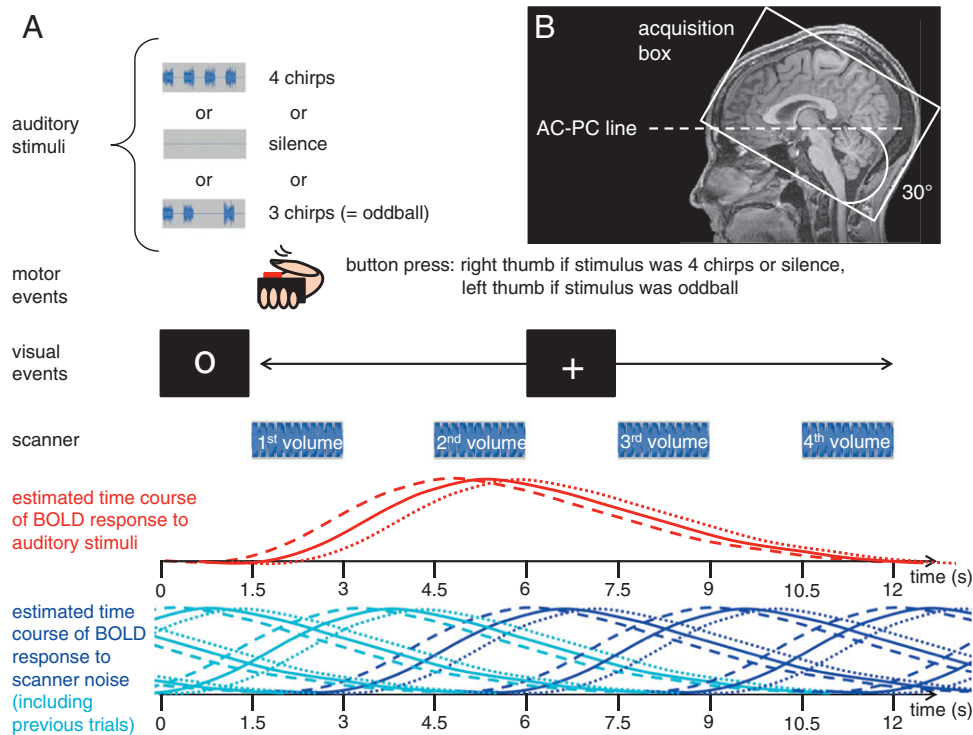 A
auditory
stimuli
4 chirps
or or
silence
or or
3 chirps (= oddball)
B
acquisition
box
AC-PC line
30°
motor
events
button press: right thumb if stimulus was 4 chirps or silence,
left thumb if stimulus was oddball
visual
events
O
+
scanner
1st volume
2nd volume
3rd volume
4th volume
estimated time course
of BOLD response to
auditory stimuli
time (s)
0 1.5 3 4.5 6 7.5 9 10.5 12
estimated time
course of BOLD
response to
scanner noise
(including
previous trials)
time (s)
0 1.5 3 4.5 6 7.5 9 10.5 12